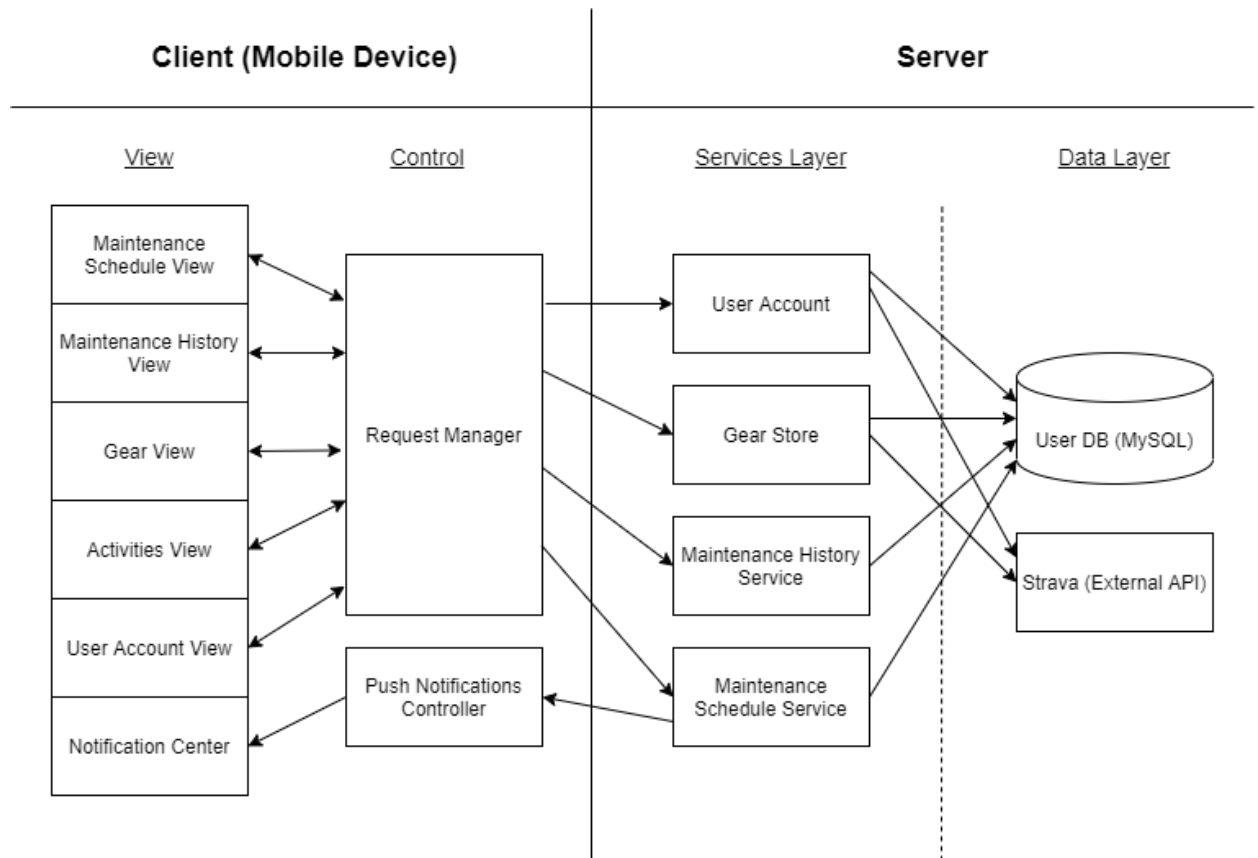 Client (Mobile Device)
Server
View
Control
Services Layer
Data Layer
Maintenance
Schedule View
Maintenance History
View
Gear View
Activities View
User Account View
Notification Center
Request Manager
Push Notifications
Controller
User Account
Gear Store
Maintenance History
Service
Maintenance
Schedule Service
User DB (MySQL)
Strava (External API)